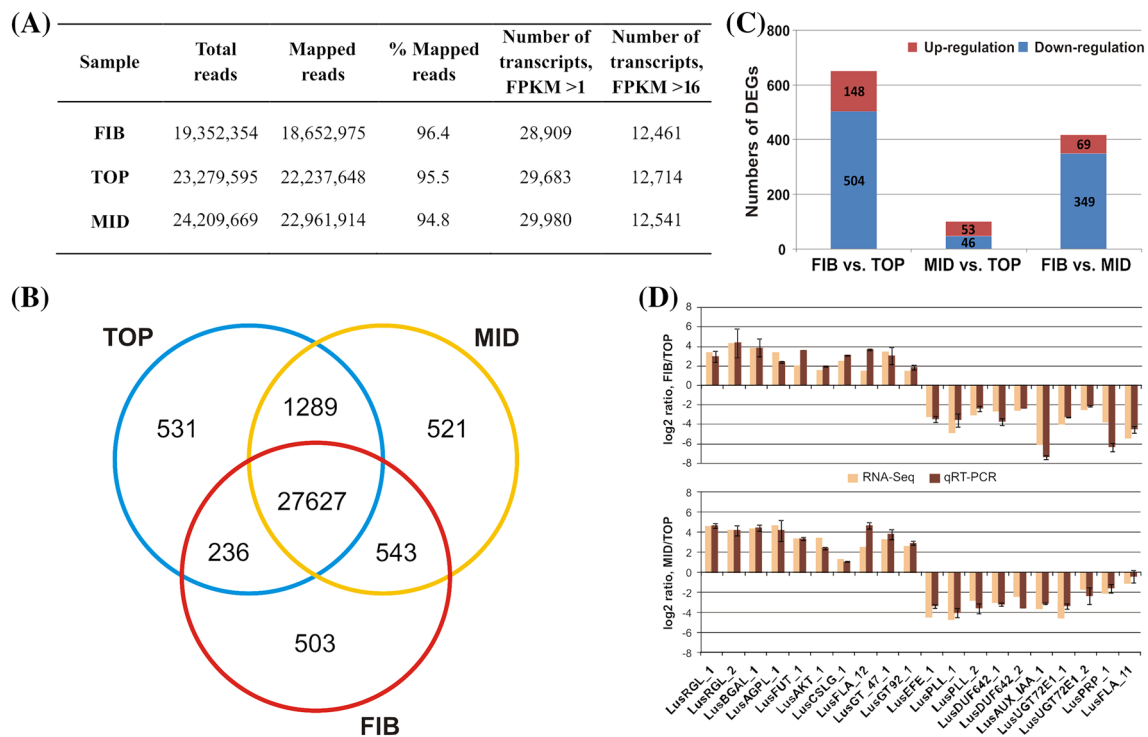 (A)
Sample Total reads Mapped reads % Mapped reads Number of transcripts, FPKM >1 Number of transcripts, FPKM >16
FIB 19,352,354 18,652,975 96.4 28,909 12,461
TOP 23,279,595 22,237,648 95.5 29,683 12,714
MID 24,209,669 22,961,914 94.8 29,980 12,541
(C)
Up-regulation Down-regulation
Numbers of DEGs
800
600
400
200
0
148
504
53
46
69
349
FIB vs. TOP MID vs. TOP FIB vs. MID
(B)
TOP
MID
531
1289
521
27627
236
543
503
FIB
(D)
log2 ratio, FIB/TOP
8
6
4
2
0
-2
-4
-6
-8
RNA-Seq qRT-PCR
log2 ratio, MID/TOP
8
6
4
2
0
-2
-4
-6
-8
LusRGL_1
LusRGL_2
LusBGAL_1
LusAGPL_1
LusFUT_1
LusAKT_1
LusCSLG_1
LusFLA_12
LusGT_47_1
LusGT92_1
LusEFE_1
LusPLL_1
LusPLL_2
LusDUF642_1
LusDUF642_2
LusAUX_IAA_1
LusUGT72E1_1
LusUGT72E1_2
LusPRP_1
LusFLA_11